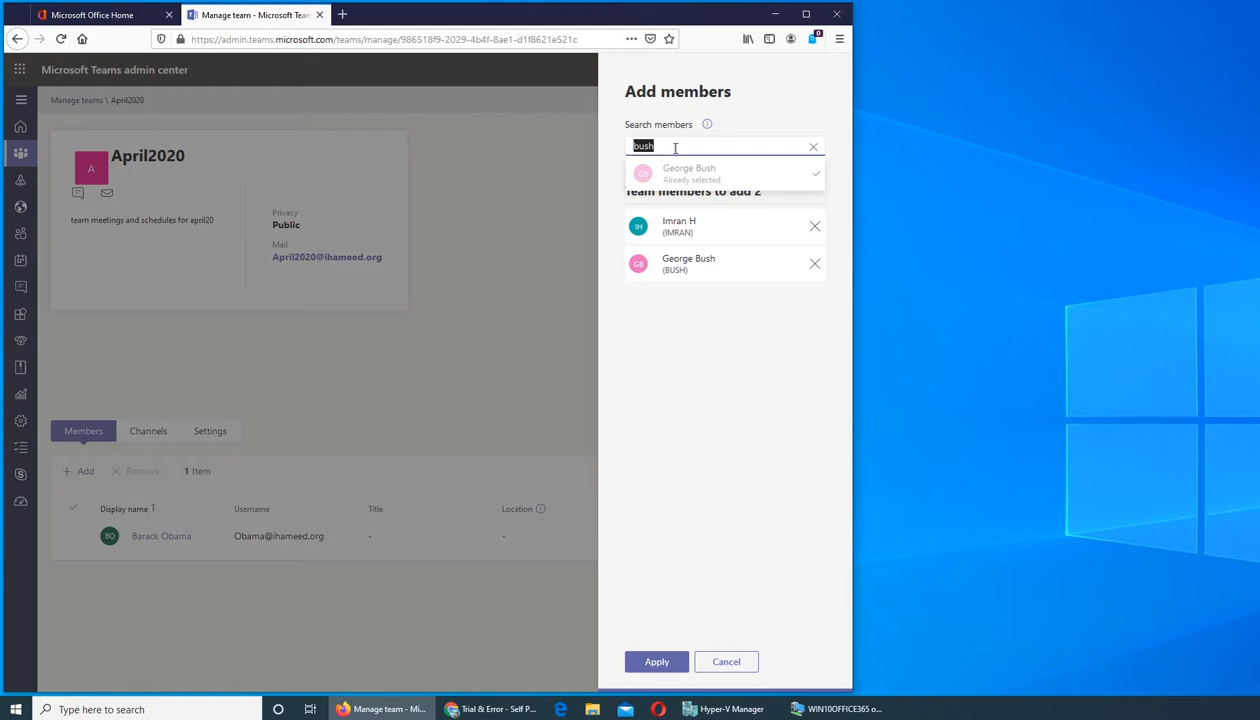 Microsoft Office Home
Manage team - Microsoft Team
https://admin.teams.microsoft.com/teams/manage/986518f9-2029-4b4f-8ae1-d1f8621e521c
0
Microsoft Teams admin center
Manage teams \ April2020
A
April2020
team meetings and schedules for april20
Privacy
Public
Mail
April2020@ihameed.org
Members
Channels
Settings
Add
Remove
1 Item
Display name
Username
Title
Location
BO
Barack Obama
Obama@ihameed.org
-
-
Add members
Search members
bush
GB
George Bush
Already selected
Team members to add 2
IH
Imran H
(IMRAN)
GB
George Bush
(BUSH)
Apply
Cancel
Type here to search
Manage team - Mi...
Trial & Error - Self P...
Hyper-V Manager
WIN10OFFICE365 o...